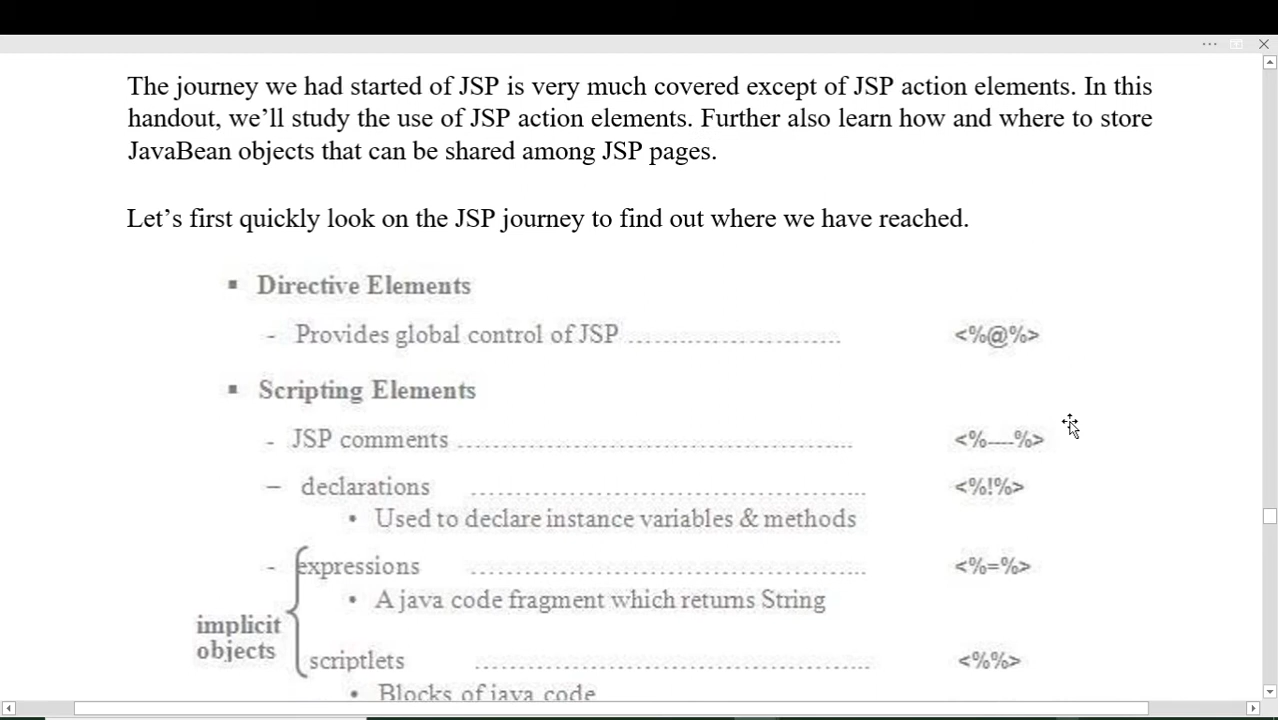 The journey we had started of JSP is very much covered except of JSP action elements. In this
handout, we’ll study the use of JSP action elements. Further also learn how and where to store
JavaBean objects that can be shared among JSP pages.
Let’s first quickly look on the JSP journey to find out where we have reached.
▪ Directive Elements
- Provides global control of JSP ........................ <%@%>
▪ Scripting Elements
- JSP comments ............................................. <%----%>
– declarations ............................................. <%!%>
• Used to declare instance variables & methods
- expressions ............................................. <%=%>
• A java code fragment which returns String
implicit
objects
scriptlets ............................................. <%%>
• Blocks of java code